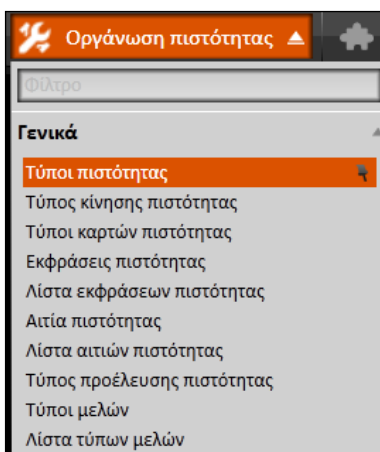 Οργάνωση πιστότητας
Φίλτρο
Γενικά
Τύποι πιστότητας
Τύπος κίνησης πιστότητας
Τύποι καρτών πιστότητας
Εκφράσεις πιστότητας
Λίστα εκφράσεων πιστότητας
Αιτία πιστότητας
Λίστα αιτιών πιστότητας
Τύπος προέλευσης πιστότητας
Τύποι μελών
Λίστα τύπων μελών